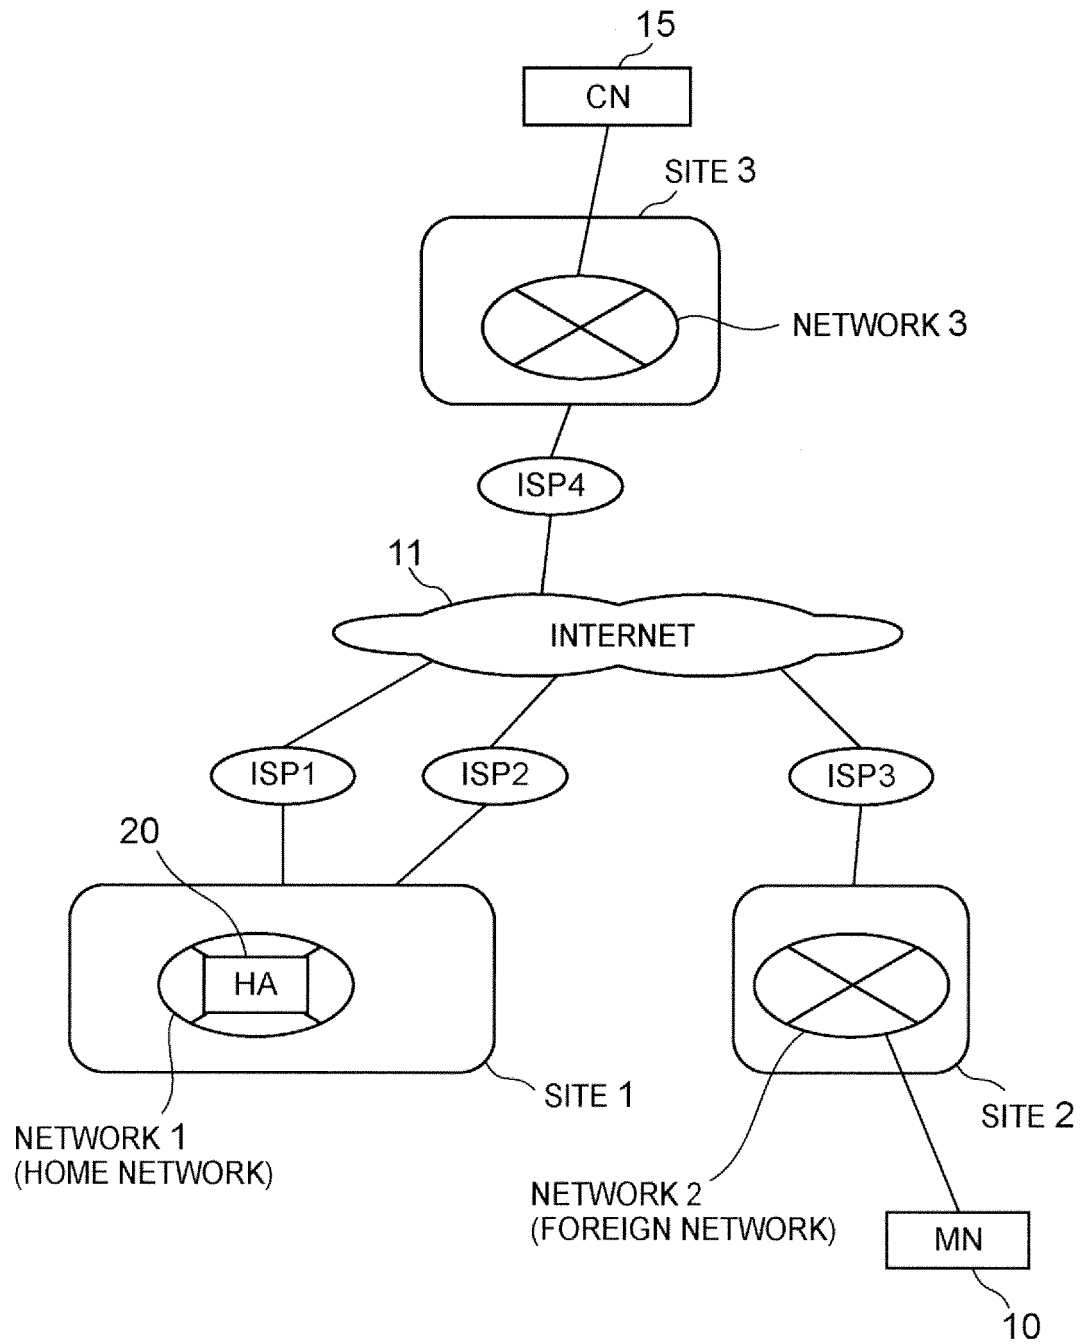 15
CN
SITE 3
NETWORK 3
ISP4
11
INTERNET
ISP1
ISP2
ISP3
20
HA
SITE 1
SITE 2
NETWORK 1
(HOME NETWORK)
NETWORK 2
(FOREIGN NETWORK)
MN
10